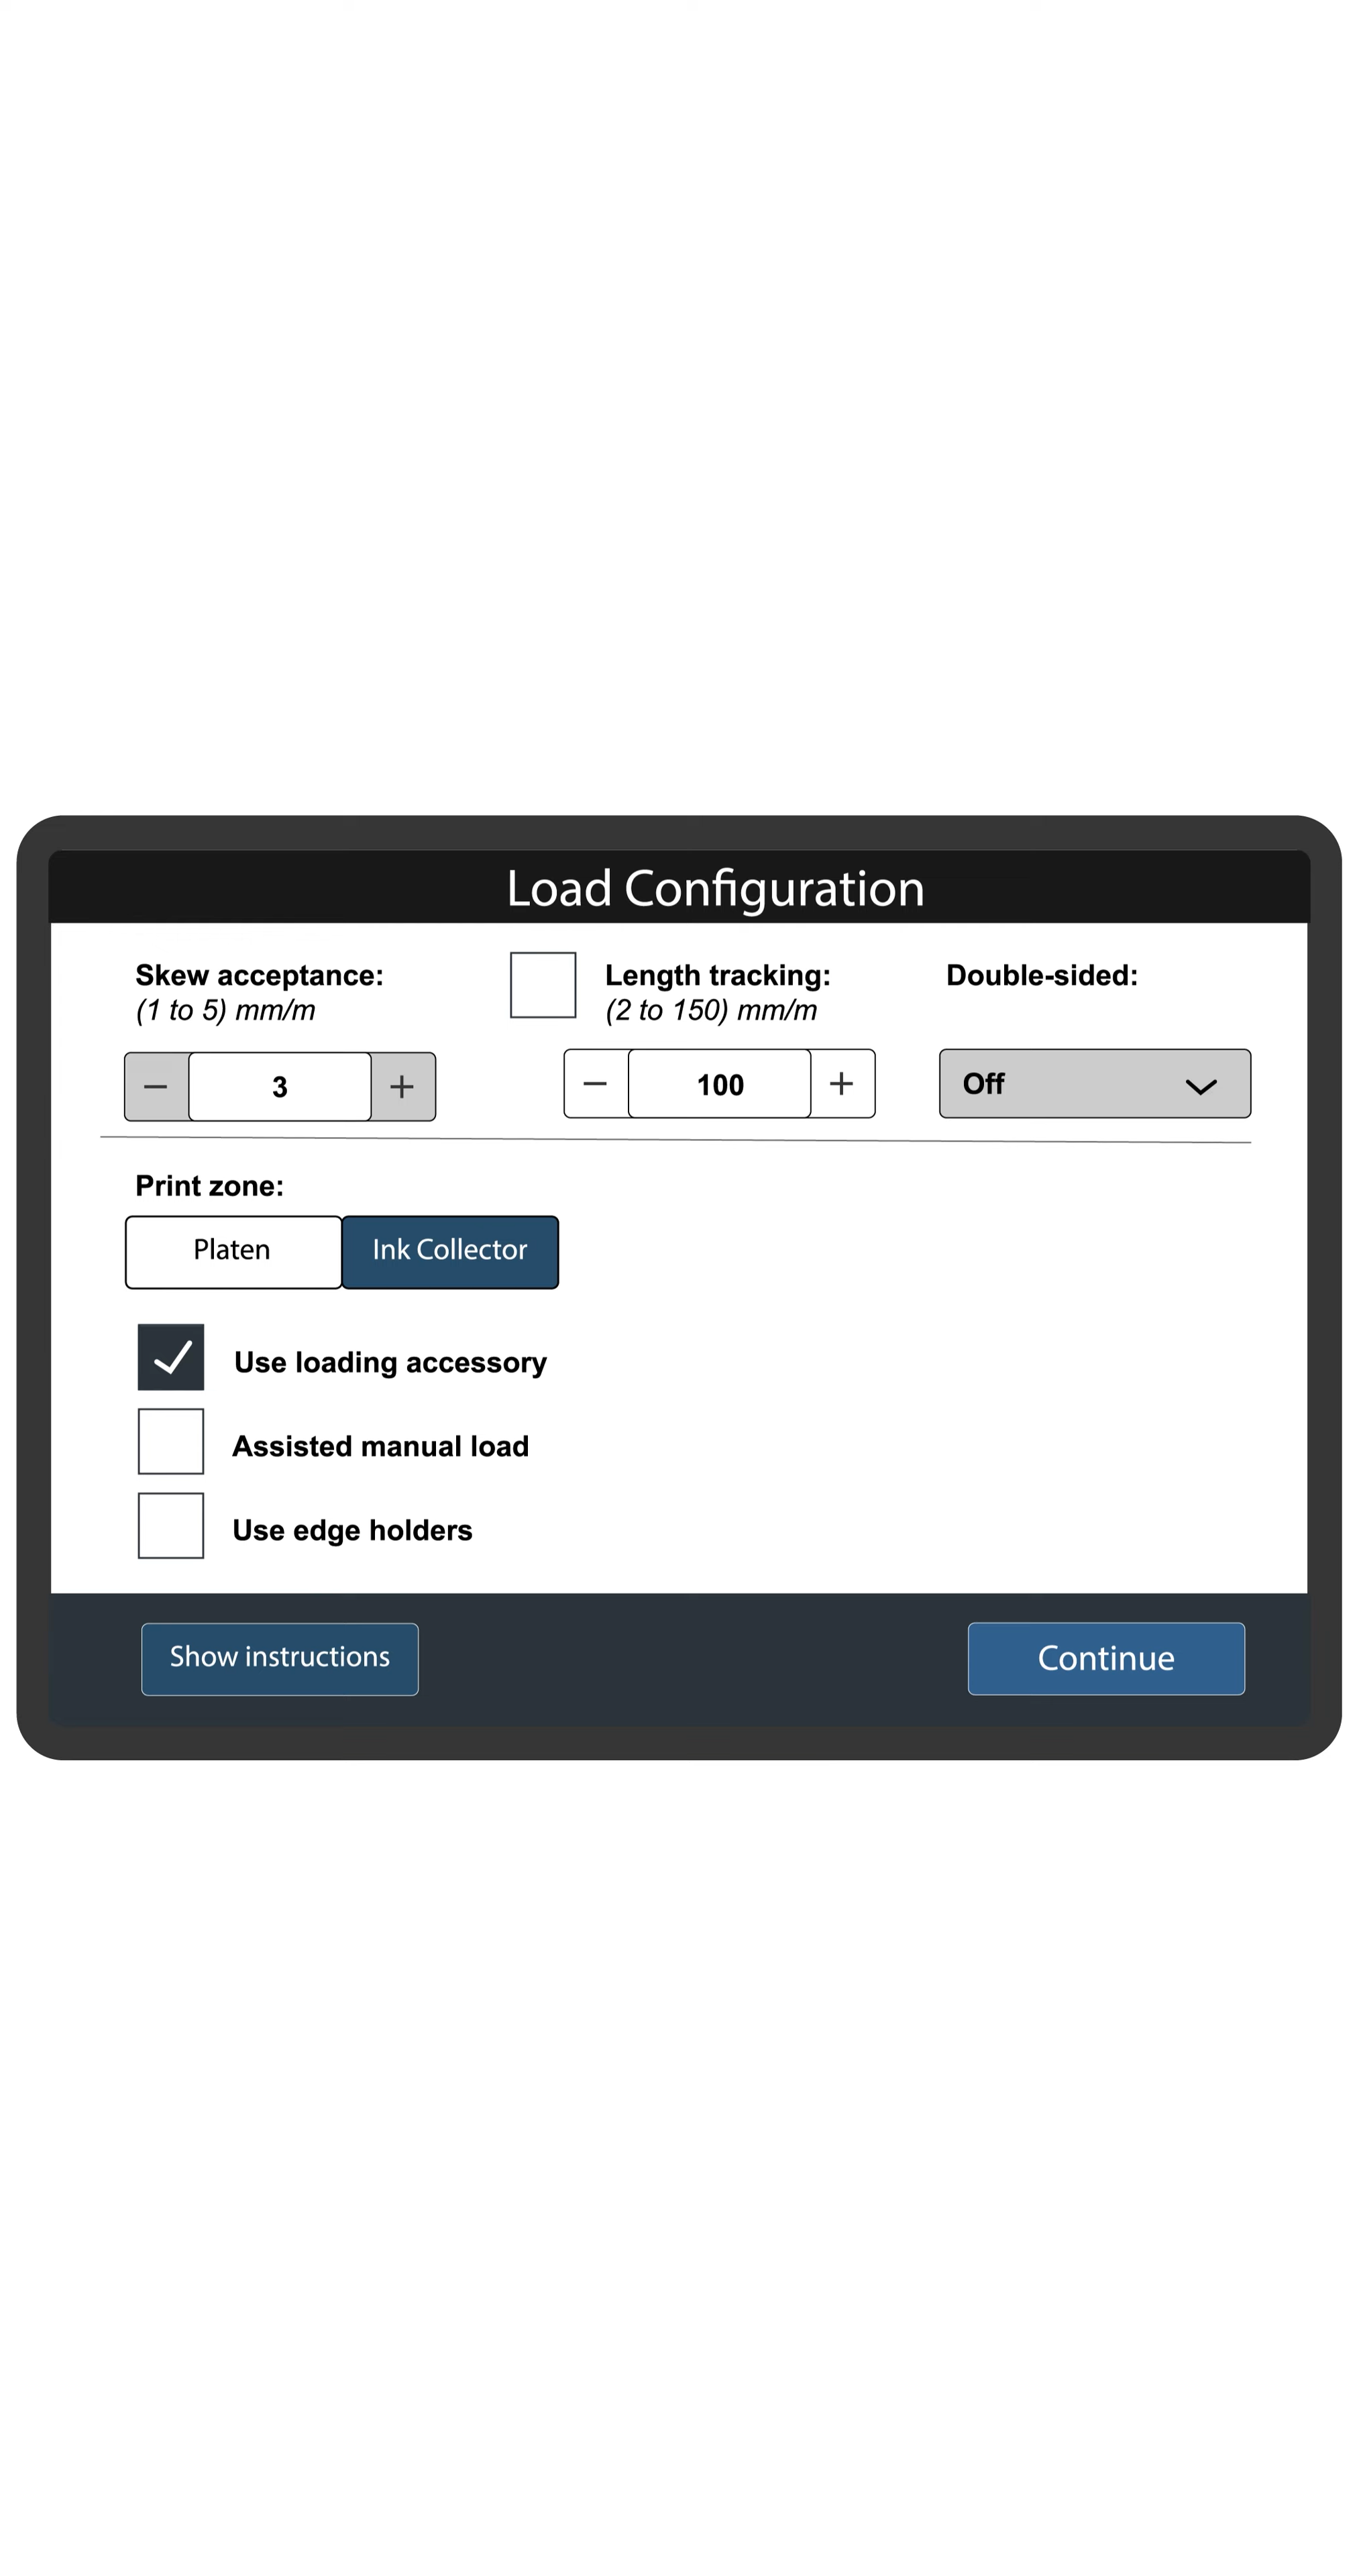 Load Configuration
Skew acceptance:
(1 to 5) mm/m
Length tracking:
(2 to 150) mm/m
Double-sided:
− 3 +
− 100 +
Off
Print zone:
Platen
Ink Collector
Use loading accessory
Assisted manual load
Use edge holders
Show instructions
Continue